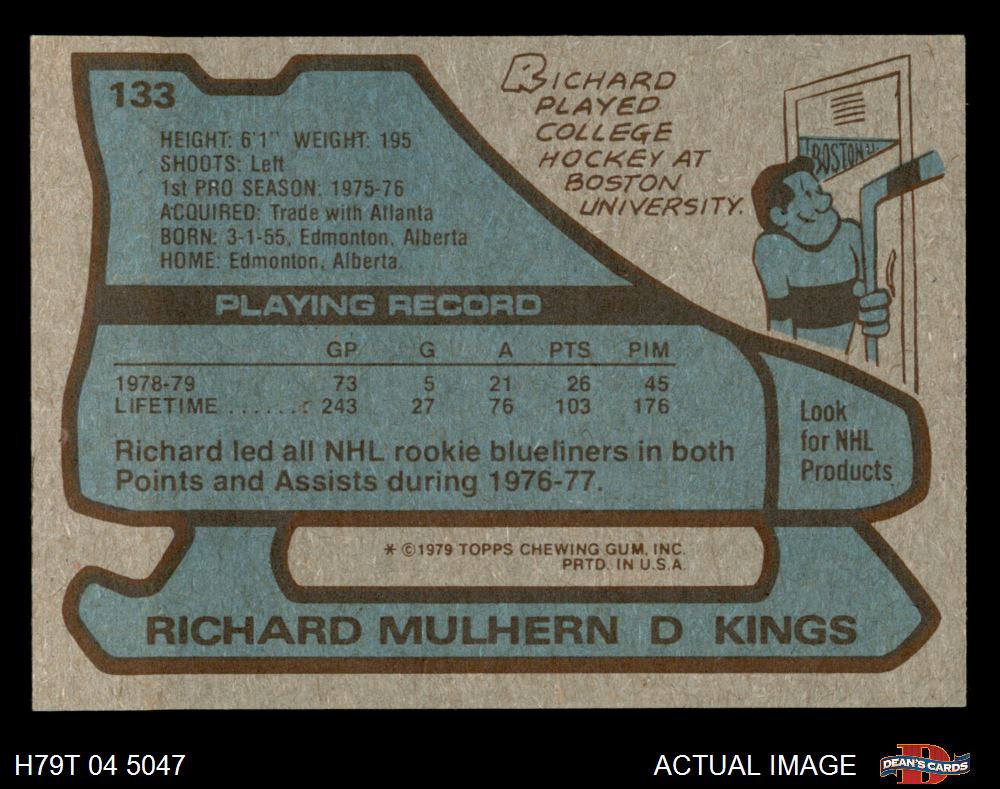 133
HEIGHT: 6'1" WEIGHT: 195
SHOOTS: Left
1st PRO SEASON: 1975-76
ACQUIRED: Trade with Atlanta
BORN: 3-1-55, Edmonton, Alberta
HOME: Edmonton, Alberta.
RICHARD
PLAYED
COLLEGE
HOCKEY AT
BOSTON
UNIVERSITY.
BOSTON U.
PLAYING RECORD
GP G A PTS PIM
1978-79 73 5 21 26 45
LIFETIME ....... 243 27 76 103 176
Richard led all NHL rookie blueliners in both
Points and Assists during 1976-77.
Look
for NHL
Products
* ©1979 TOPPS CHEWING GUM, INC.
PRTD. IN U.S.A.
RICHARD MULHERN D KINGS
H79T 04 5047
ACTUAL IMAGE
D
DEAN'S CARDS